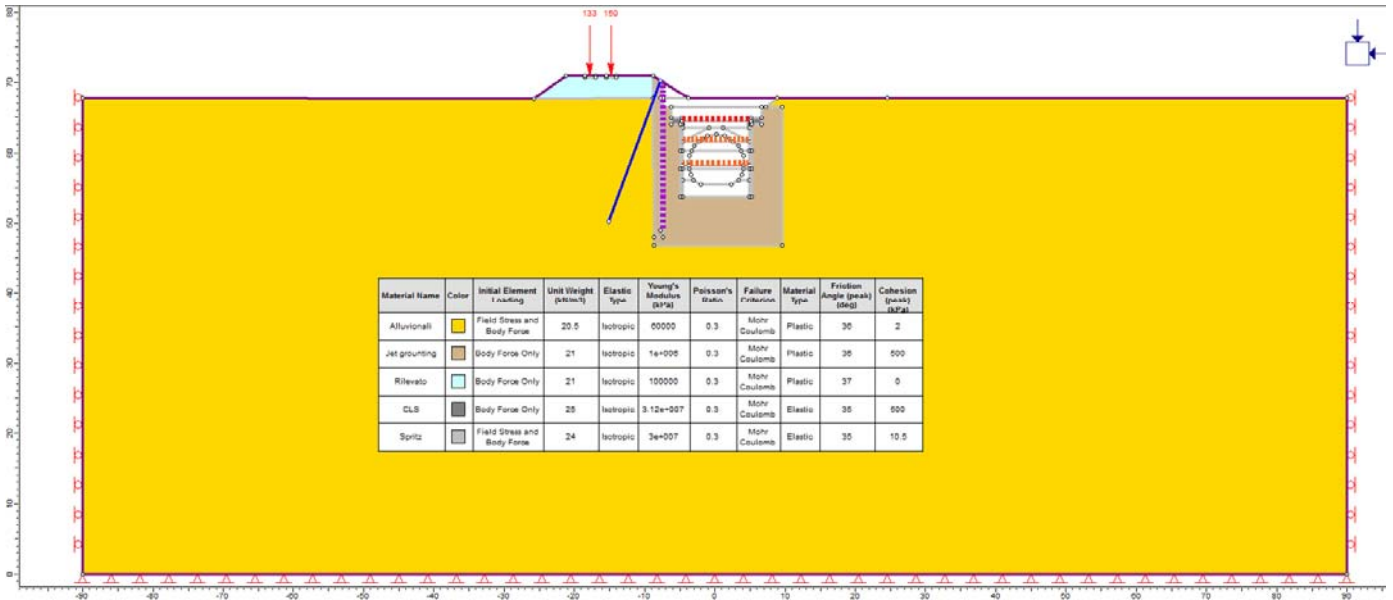 133 150
80
70
60
50
40
30
20
10
0
Material Name Color Initial Element Loading Unit Weight (kN/m3) Elastic Type Young's Modulus (kPa) Poisson's Ratio Failure Criterion Material Type Friction Angle (peak) (deg) Cohesion (peak) (kPa)
Alluvionali Field Stress and Body Force 20.5 Isotropic 60000 0.3 Mohr Coulomb Plastic 36 2
Jet grounting Body Force Only 21 Isotropic 1e+006 0.3 Mohr Coulomb Plastic 36 500
Rilevato Body Force Only 21 Isotropic 100000 0.3 Mohr Coulomb Plastic 37 0
CLS Body Force Only 25 Isotropic 3.12e+007 0.3 Mohr Coulomb Elastic 35 500
Spritz Field Stress and Body Force 24 Isotropic 3e+007 0.3 Mohr Coulomb Elastic 35 10.5
-90 -80 -70 -60 -50 -40 -30 -20 -10 0 10 20 30 40 50 60 70 80 90